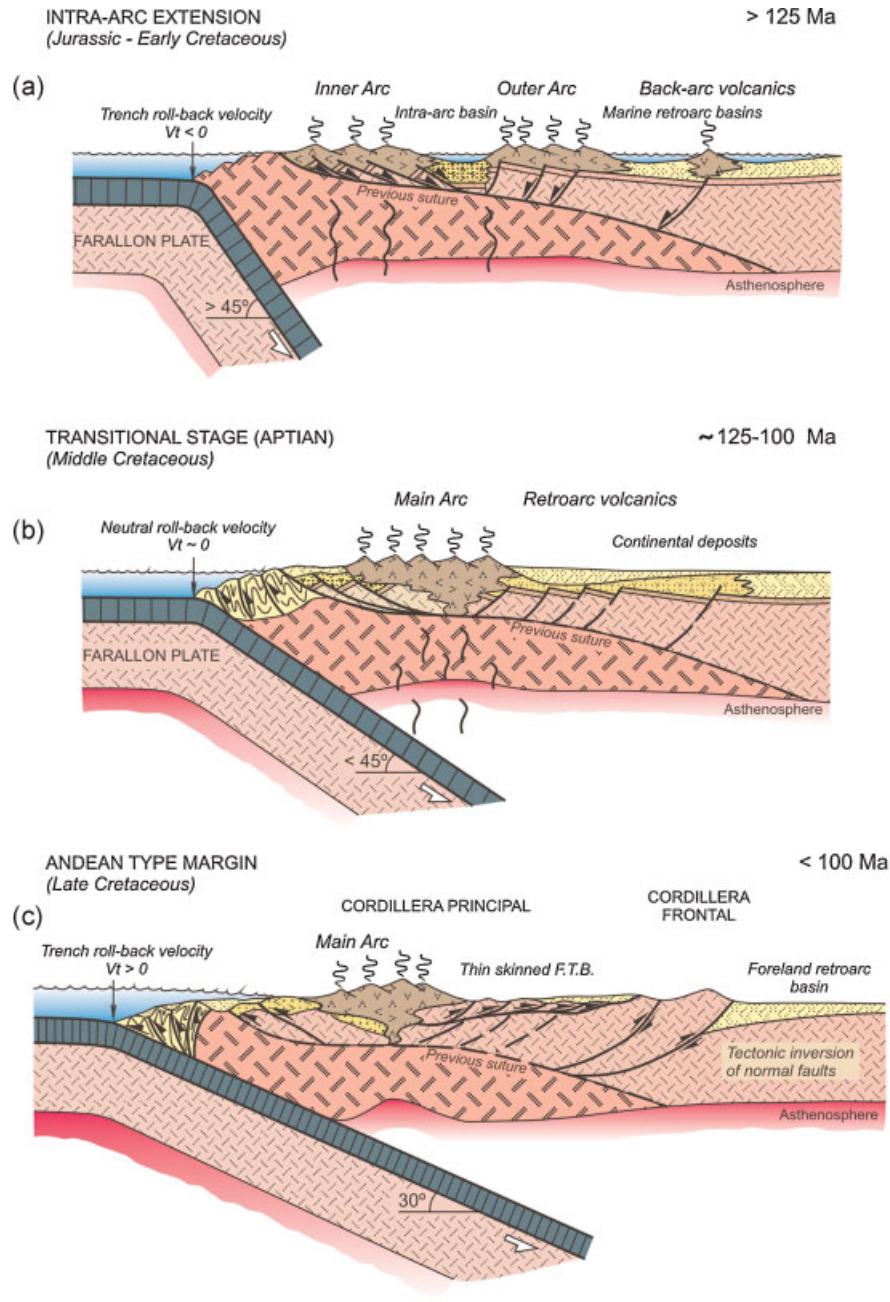 INTRA-ARC EXTENSION
(Jurassic - Early Cretaceous)
> 125 Ma
(a)
Inner Arc
Outer Arc
Back-arc volcanics
Trench roll-back velocity
Vt < 0
Intra-arc basin
Marine retroarc basins
Previous suture
FARALLON PLATE
Asthenosphere
> 45º
TRANSITIONAL STAGE (APTIAN)
(Middle Cretaceous)
~125-100 Ma
(b)
Main Arc
Retroarc volcanics
Neutral roll-back velocity
Vt ~ 0
Continental deposits
Previous suture
FARALLON PLATE
Asthenosphere
< 45º
ANDEAN TYPE MARGIN
(Late Cretaceous)
< 100 Ma
(c)
CORDILLERA PRINCIPAL
CORDILLERA
FRONTAL
Trench roll-back velocity
Vt > 0
Main Arc
Thin skinned F.T.B.
Foreland retroarc
basin
Previous suture
Tectonic inversion
of normal faults
Asthenosphere
30º